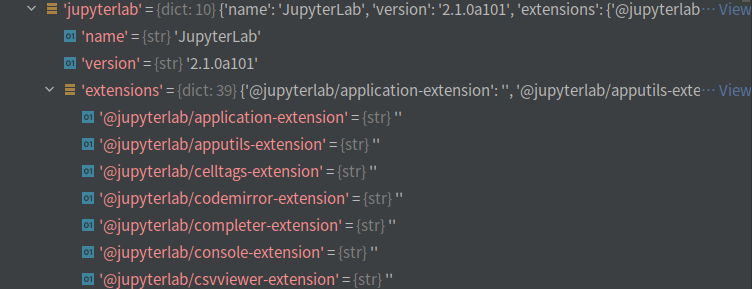 'jupyterlab' = {dict: 10} {'name': 'JupyterLab', 'version': '2.1.0a101', 'extensions': {'@jupyterlab… View
01 'name' = {str} 'JupyterLab'
01 'version' = {str} '2.1.0a101'
'extensions' = {dict: 39} {'@jupyterlab/application-extension': '', '@jupyterlab/apputils-exte… View
01 '@jupyterlab/application-extension' = {str} ''
01 '@jupyterlab/apputils-extension' = {str} ''
01 '@jupyterlab/celltags-extension' = {str} ''
01 '@jupyterlab/codemirror-extension' = {str} ''
01 '@jupyterlab/completer-extension' = {str} ''
01 '@jupyterlab/console-extension' = {str} ''
01 '@jupyterlab/csvviewer-extension' = {str} ''